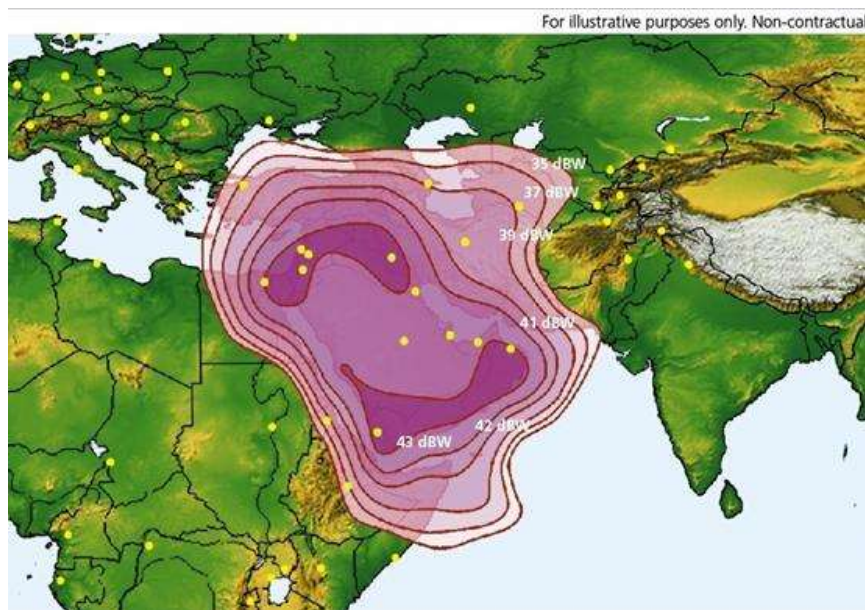 For illustrative purposes only. Non-contractual
35 dBW
37 dBW
39 dBW
41 dBW
42 dBW
43 dBW